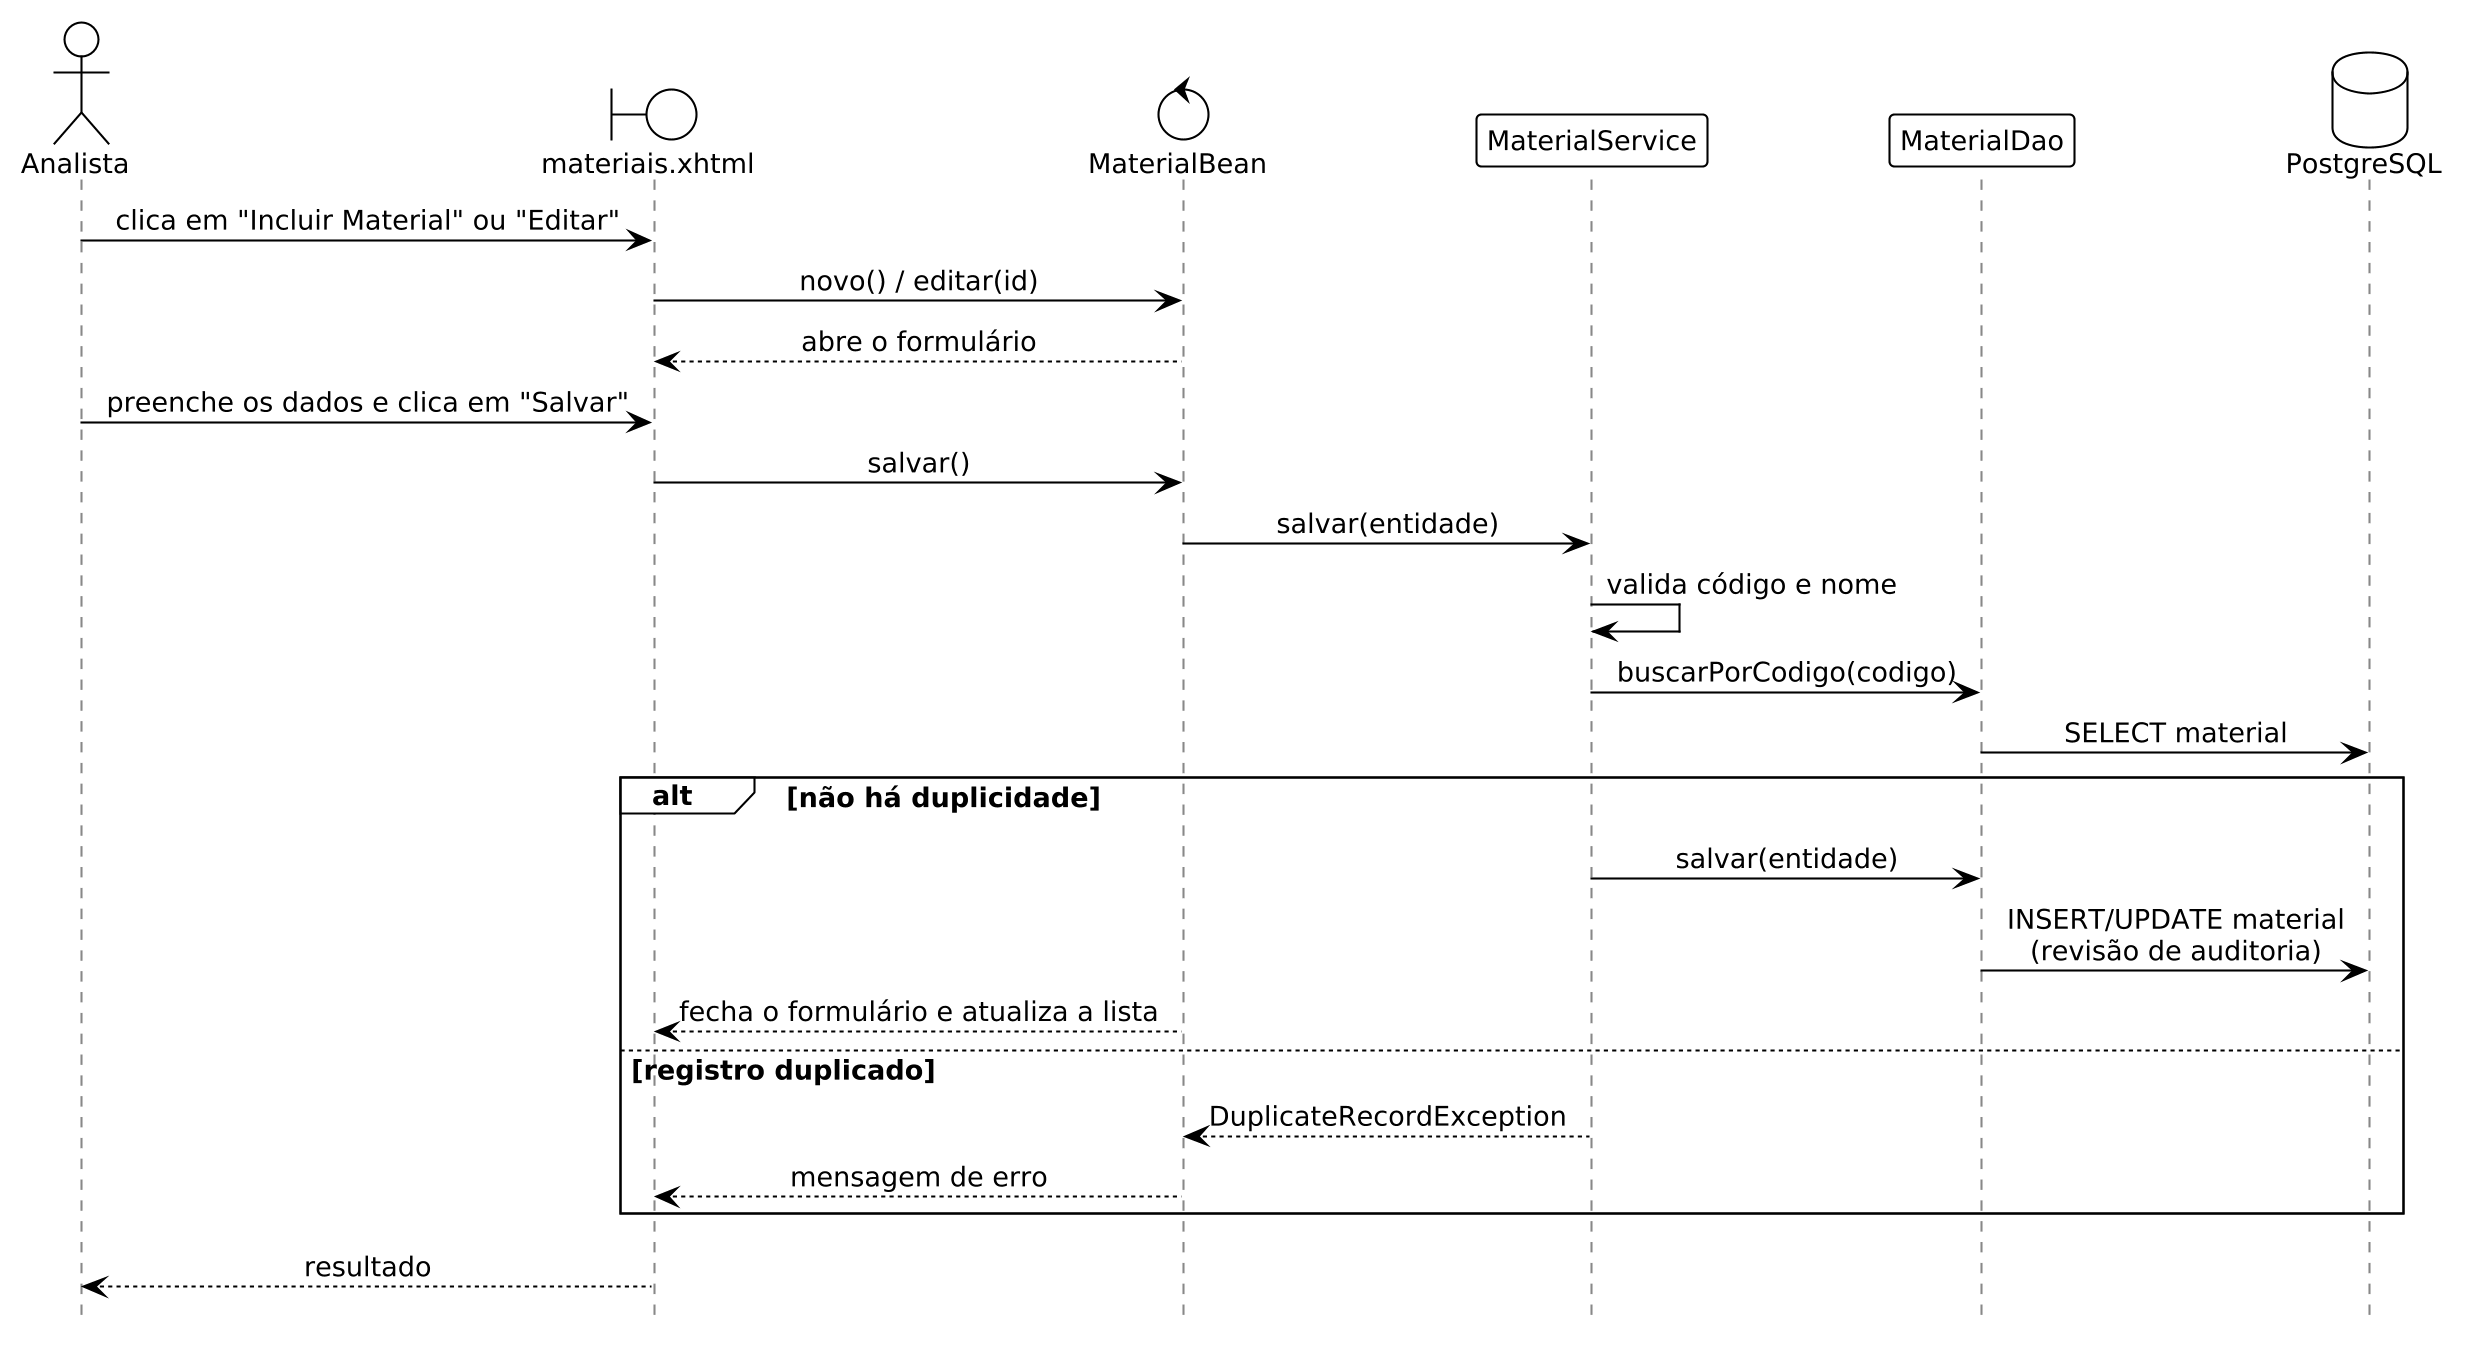 Analista
materiais.xhtml
MaterialBean
MaterialService
MaterialDao
PostgreSQL
clica em "Incluir Material" ou "Editar"
novo() / editar(id)
abre o formulário
preenche os dados e clica em "Salvar"
salvar()
salvar(entidade)
valida código e nome
buscarPorCodigo(codigo)
SELECT material
alt
[não há duplicidade]
salvar(entidade)
INSERT/UPDATE material
(revisão de auditoria)
fecha o formulário e atualiza a lista
[registro duplicado]
DuplicateRecordException
mensagem de erro
resultado